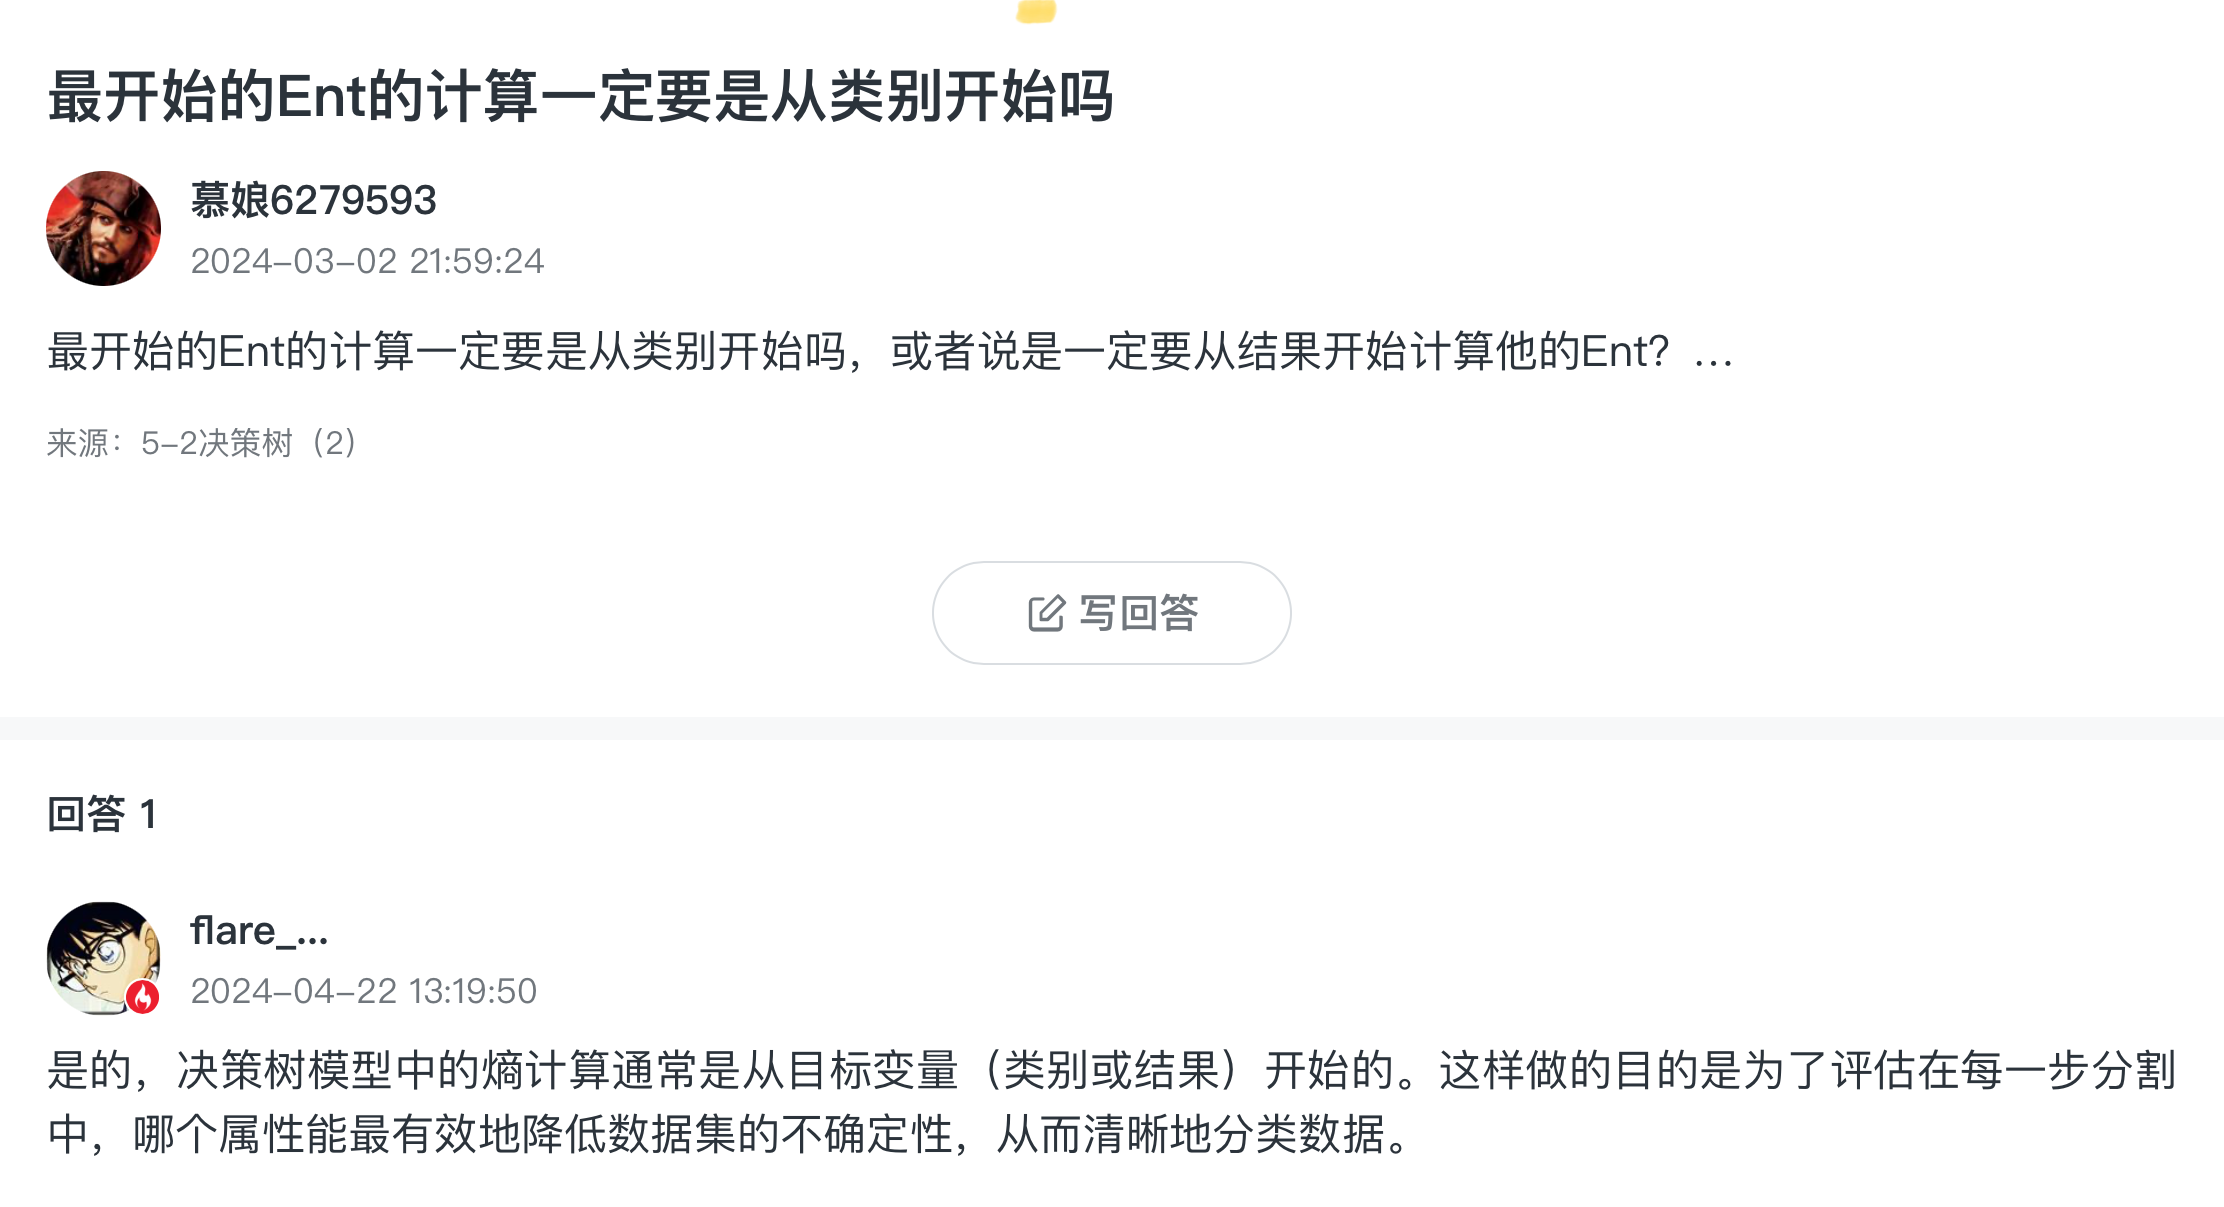 最开始的Ent的计算一定要是从类别开始吗
慕娘6279593
2024-03-02 21:59:24
最开始的Ent的计算一定要是从类别开始吗，或者说是一定要从结果开始计算他的Ent？...
来源：5-2决策树（2）
写回答
回答 1
flare_...
2024-04-22 13:19:50
是的，决策树模型中的熵计算通常是从目标变量（类别或结果）开始的。这样做的目的是为了评估在每一步分割
中，哪个属性能最有效地降低数据集的不确定性，从而清晰地分类数据。